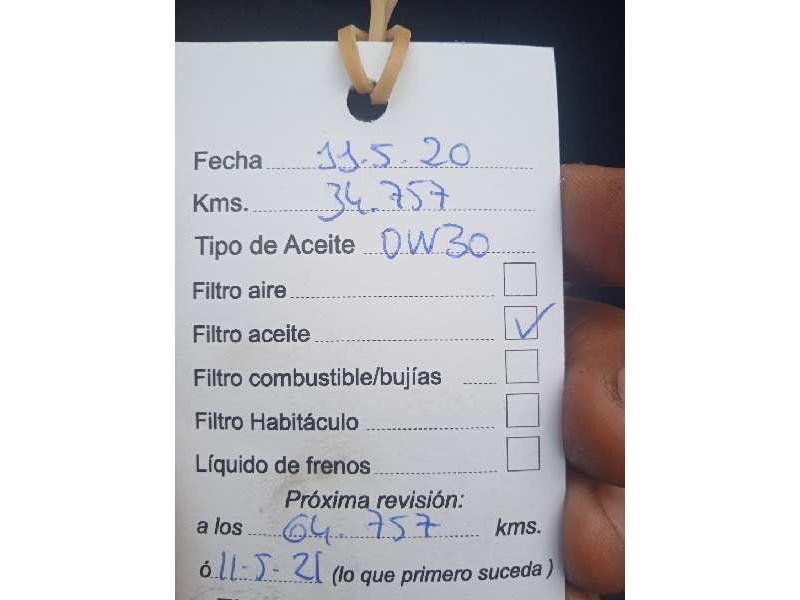 Fecha 11.5.20
Kms. 34.757
Tipo de Aceite 0W30
Filtro aire
Filtro aceite ✓
Filtro combustible/bujías
Filtro Habitáculo
Líquido de frenos
Próxima revisión:
a los 64.757 kms.
ó 11-5-21 (lo que primero suceda)